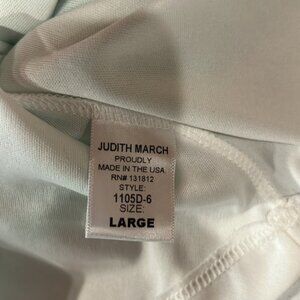 JUDITH MARCH
PROUDLY
MADE IN THE USA
RN# 131812
STYLE:
1105D-6
SIZE:
LARGE